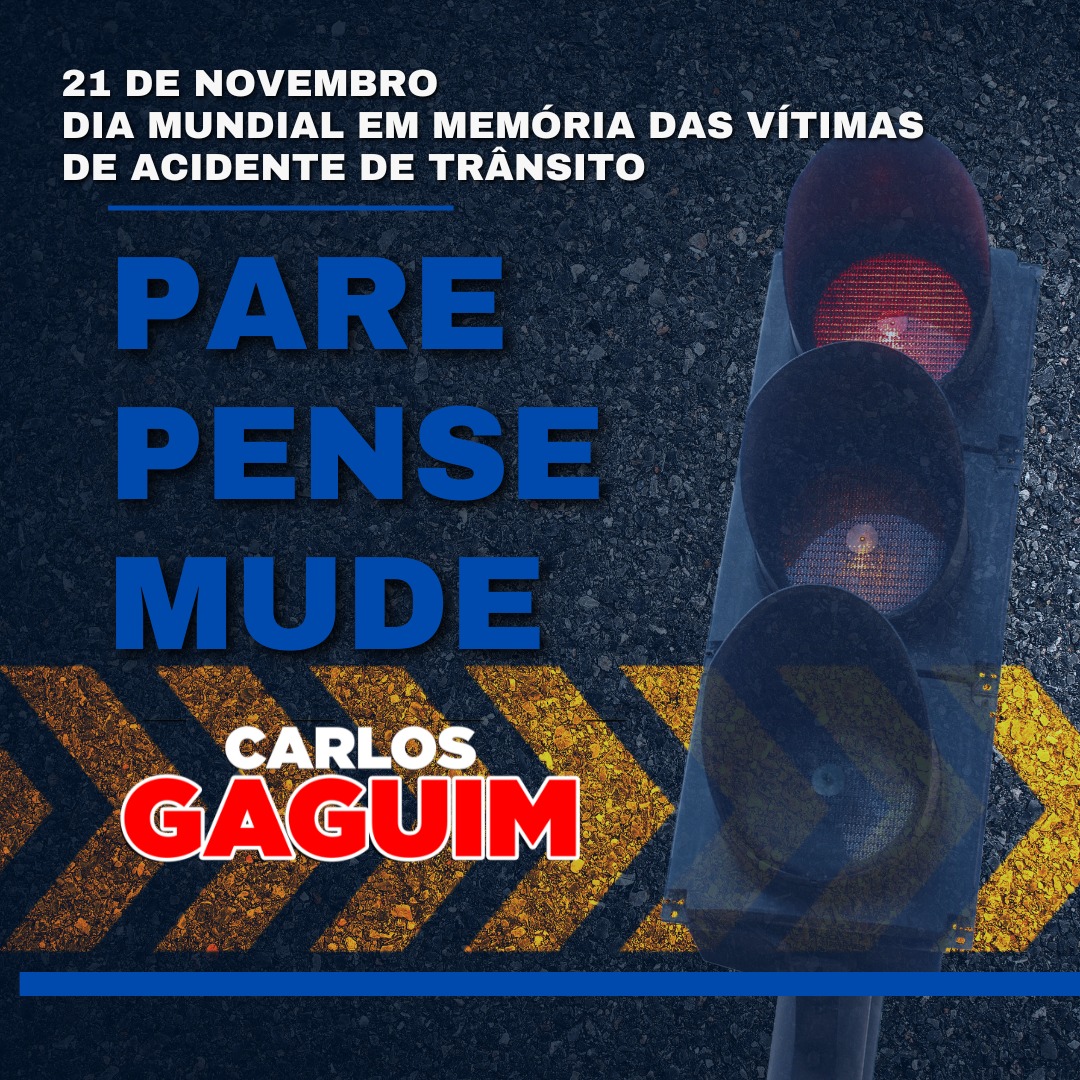 21 DE NOVEMBRO
DIA MUNDIAL EM MEMÓRIA DAS VÍTIMAS
DE ACIDENTE DE TRÂNSITO
PARE
PENSE
MUDE
CARLOS
GAGUIM